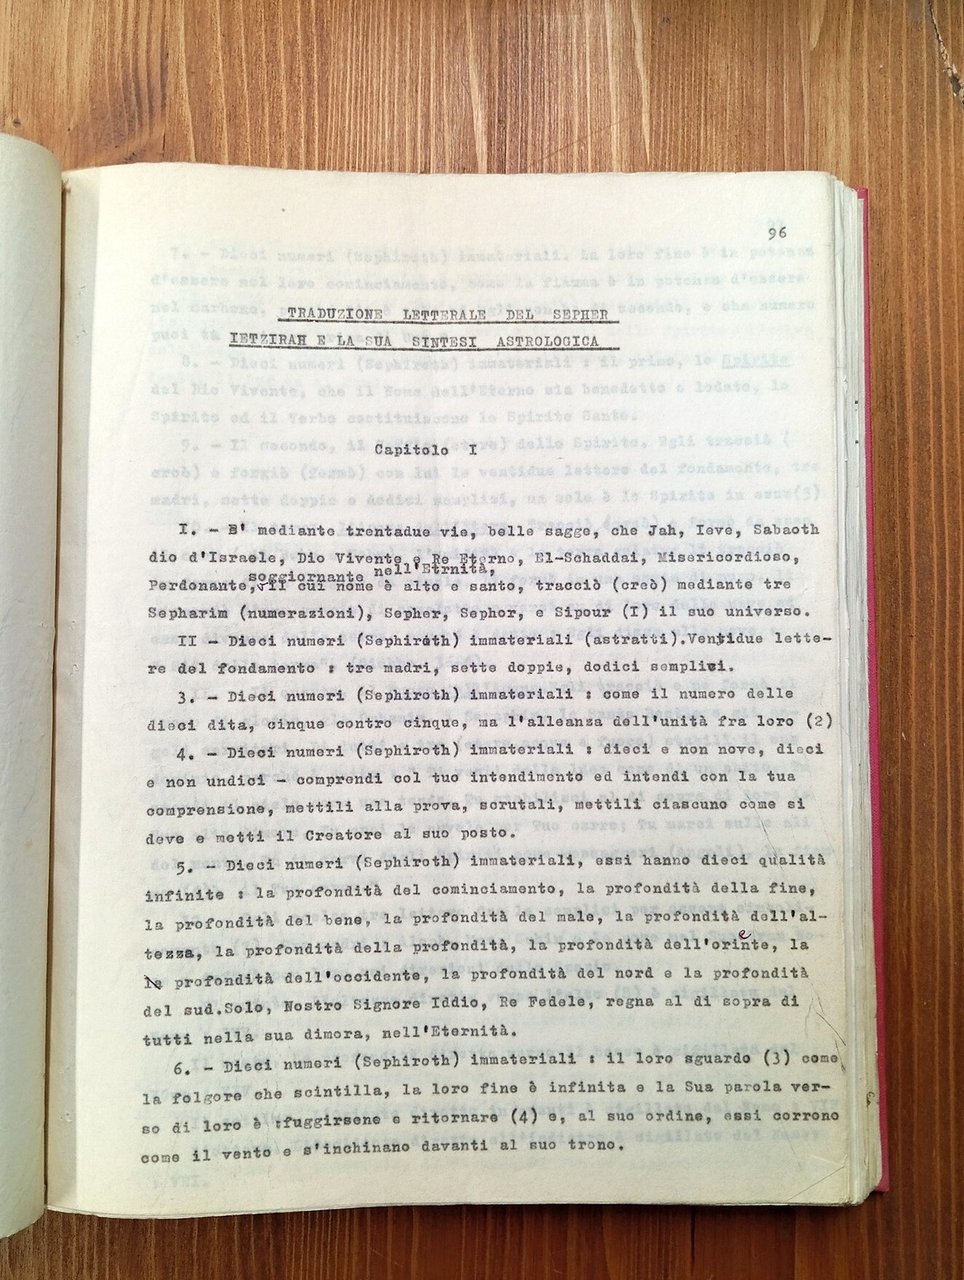 96
TRADUZIONE LETTERALE DEL SEPHER
IETZIRAH E LA SUA SINTESI ASTROLOGICA
Capitolo I
I. - E' mediante trentadue vie, belle sagge, che Jah, Ieve, Sabaoth
dio d'Israele, Dio Vivente e Re Eterno, El-Schaddai, Misericordioso,
soggiornante nell'Etrnità,
Perdonante, Il cui nome è alto e santo, tracciò (creò) mediante tre
Sepharim (numerazioni), Sepher, Sephor, e Sipour (I) il suo universo.
II - Dieci numeri (Sephiroth) immateriali (astratti).Ventidue lette-
re del fondamento : tre madri, sette doppie, dodici semplici.
3. - Dieci numeri (Sephiroth) immateriali : come il numero delle
dieci dita, cinque contro cinque, ma l'alleanza dell'unità fra loro (2)
4. - Dieci numeri (Sephiroth) immateriali : dieci e non nove, dieci
e non undici - comprendi col tuo intendimento ed intendi con la tua
comprensione, mettili alla prova, scrutali, mettili ciascuno come si
deve e metti il Creatore al suo posto.
5. - Dieci numeri (Sephiroth) immateriali, essi hanno dieci qualità
infinite : la profondità del cominciamento, la profondità della fine,
la profondità del bene, la profondità del male, la profondità dell'al-
tezza, la profondità della profondità, la profondità dell'oriente, la
la profondità dell'occidente, la profondità del nord e la profondità
del sud.Solo, Nostro Signore Iddio, Re Fedele, regna al di sopra di
tutti nella sua dimora, nell'Eternità.
6. - Dieci numeri (Sephiroth) immateriali : il loro sguardo (3) come
la folgore che scintilla, la loro fine è infinita e la Sua parola ver-
so di loro è :fuggirsene e ritornare (4) e, al suo ordine, essi corrono
come il vento e s'inchinano davanti al suo trono.